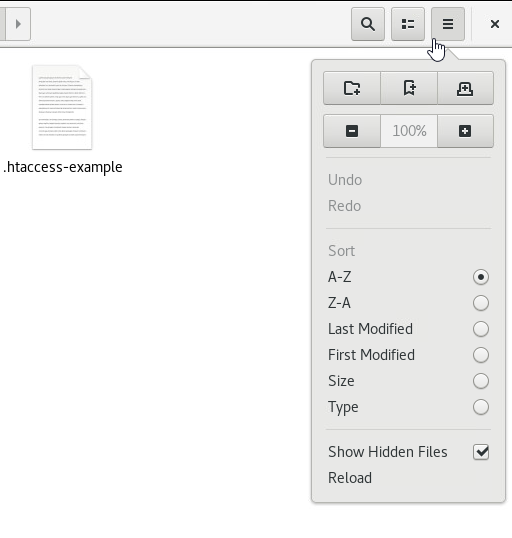 .htaccess-example
100%
Undo
Redo
Sort
A-Z
Z-A
Last Modified
First Modified
Size
Type
Show Hidden Files
Reload